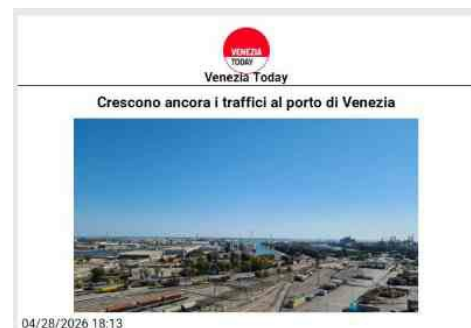 VENEZIA
TODAY
Venezia Today
Crescono ancora i traffici al porto di Venezia
04/28/2026 18:13